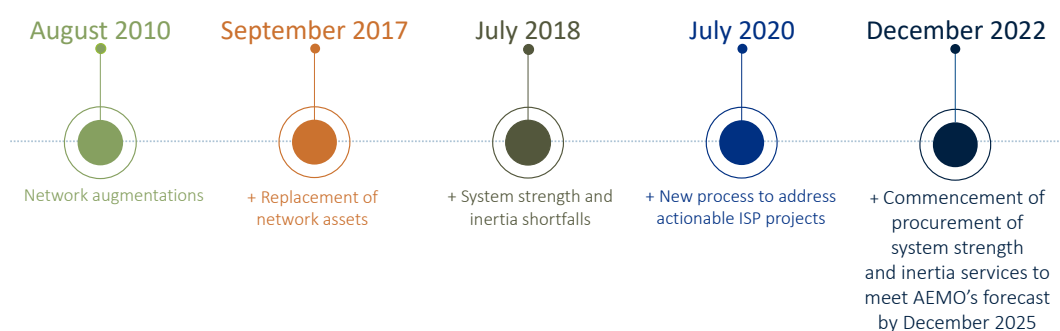 August 2010
September 2017
July 2018
July 2020
December 2022
Network augmentations
+ Replacement of
network assets
+ System strength and
inertia shortfalls
+ New process to address
actionable ISP projects
+ Commencement of
procurement of
system strength
and inertia services to
meet AEMO’s forecast
by December 2025